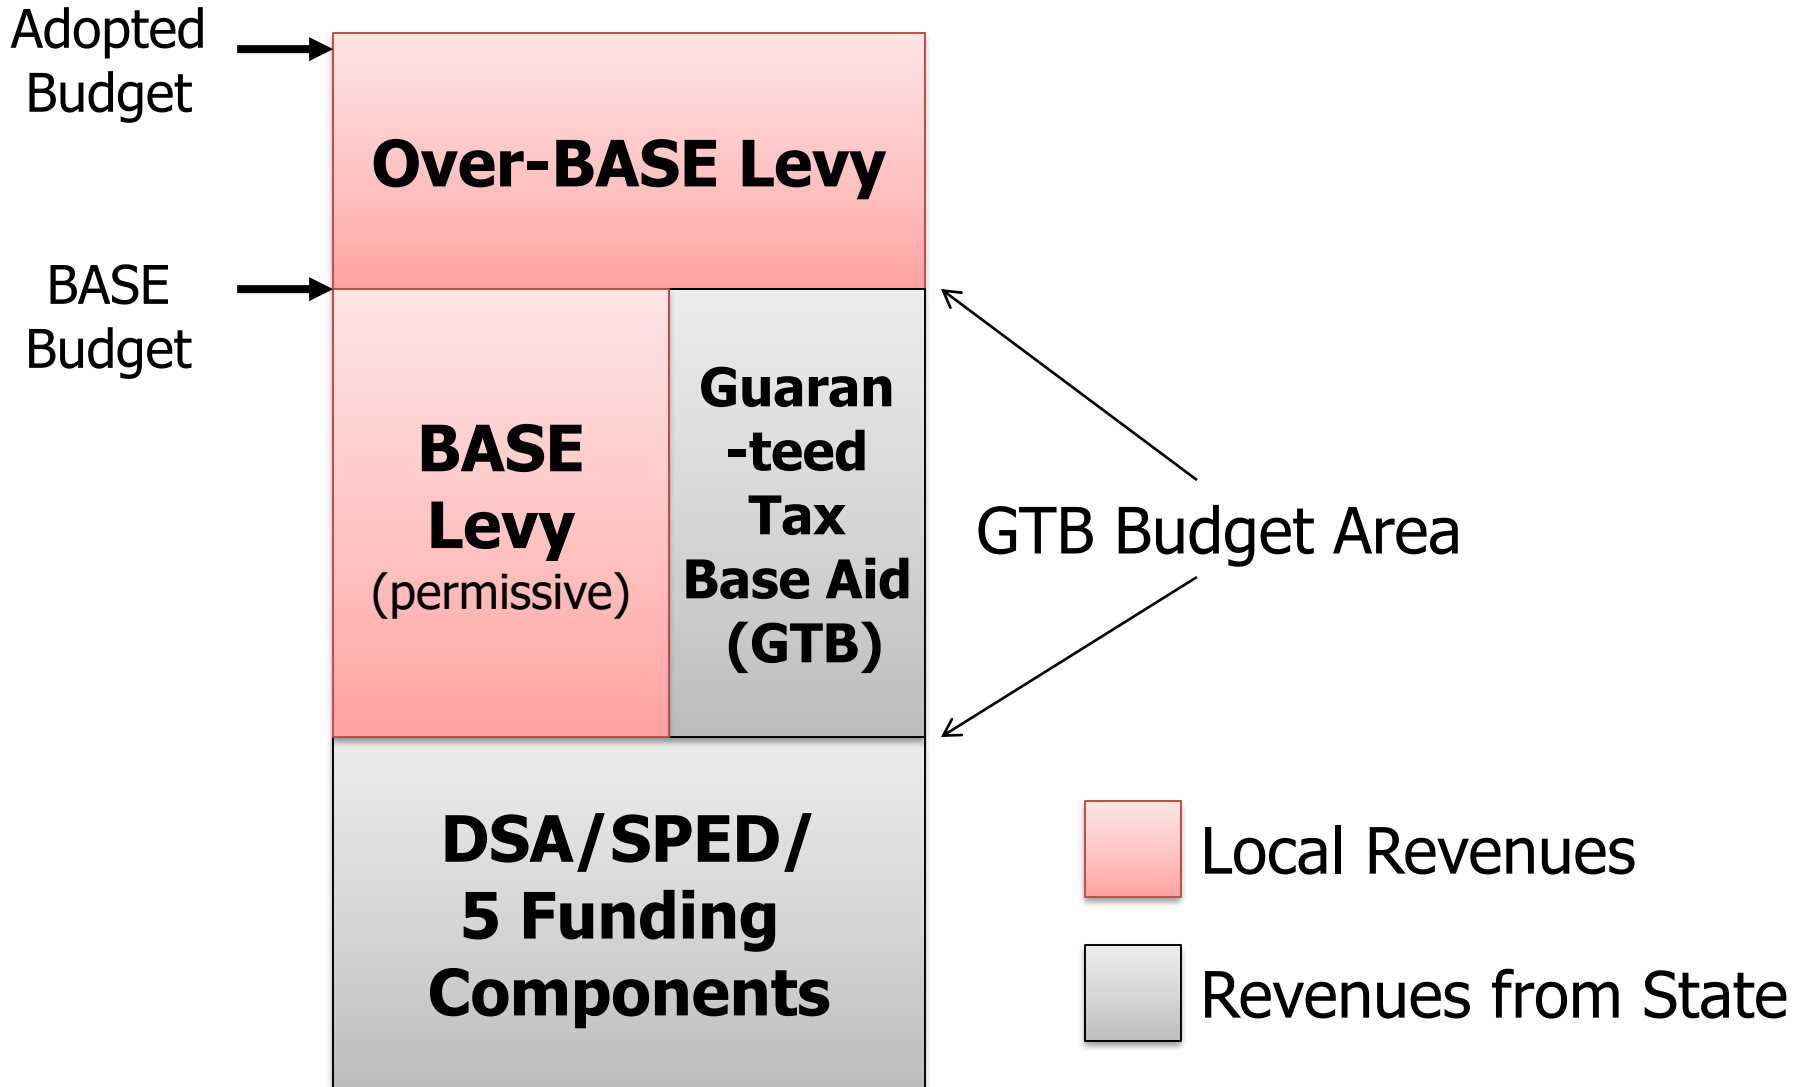 Adopted
Budget
Over-BASE Levy
BASE
Budget
BASE
Levy
(permissive)
Guaran
-teed
Tax
Base Aid
(GTB)
GTB Budget Area
DSA/SPED/
5 Funding
Components
Local Revenues
Revenues from State